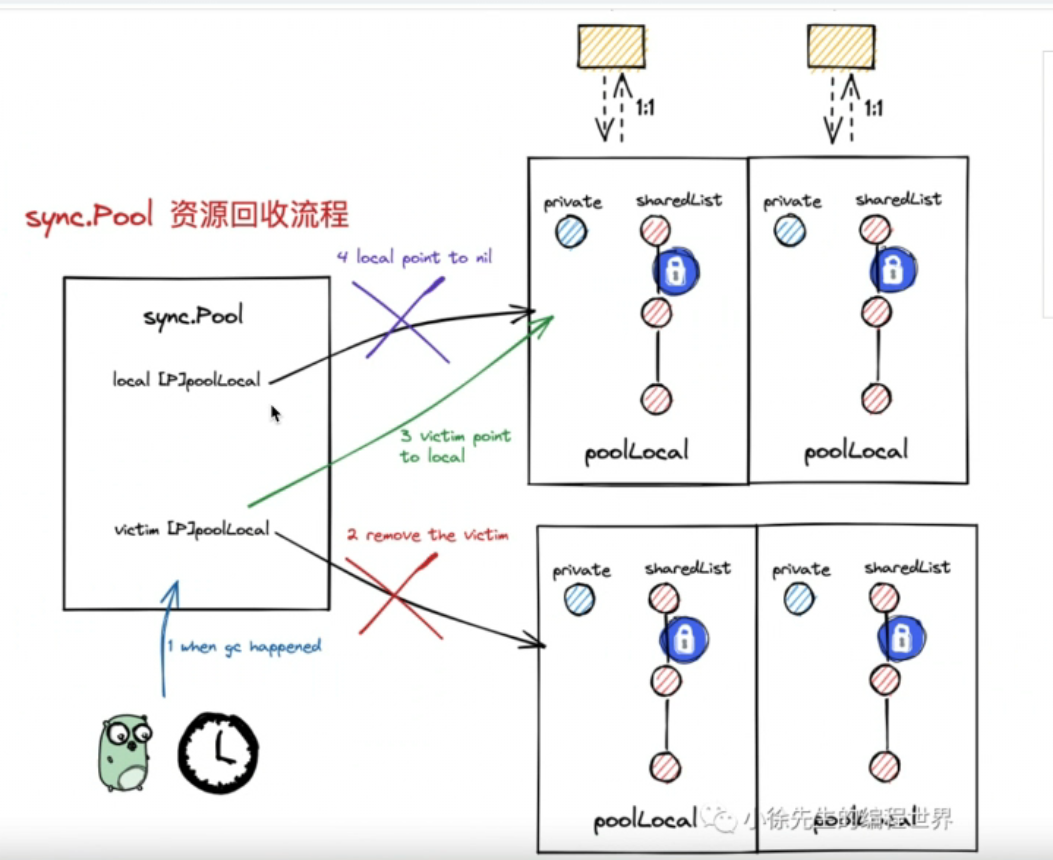 1:1
1:1
private
sharedList
private
sharedList
sync.Pool 资源回收流程
4 local point to nil
sync.Pool
local [P]poolLocal
3 victim point
to local
poolLocal
poolLocal
victim [P]poolLocal
2 remove the victim
private
sharedList
private
sharedList
1 when gc happened
poolLocal
poolLocal
小徐先生的编程世界